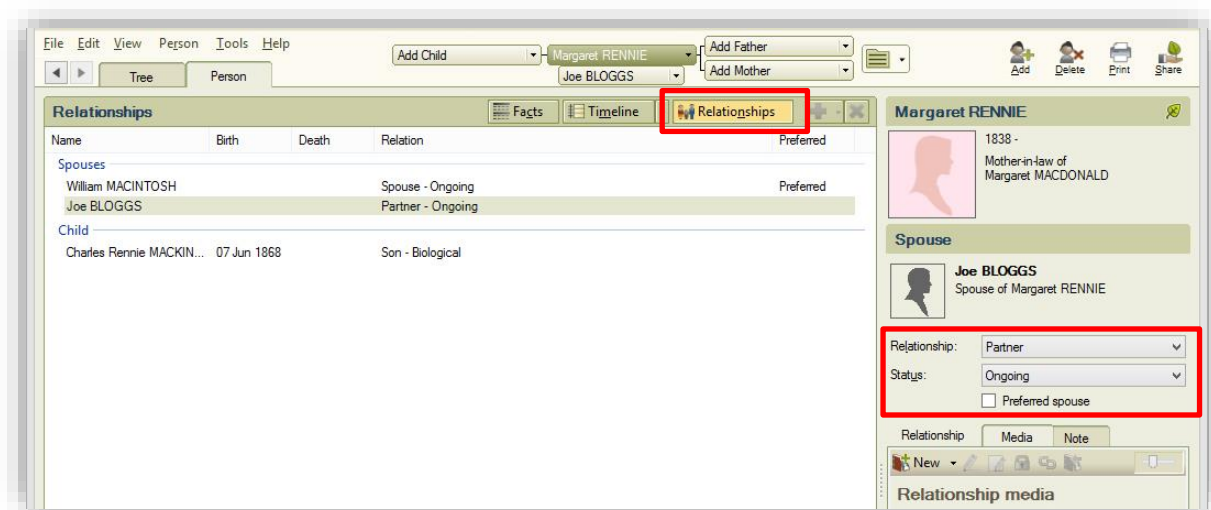 File Edit View Person Tools Help
Add Child
Margaret RENNIE
Joe BLOGGS
Add Father
Add Mother
Add Delete Print Share
Tree Person
Relationships
Facts Timeline Relationships
Name Birth Death Relation Preferred
Spouses
William MACINTOSH Spouse - Ongoing Preferred
Joe BLOGGS Partner - Ongoing
Child
Charles Rennie MACKIN... 07 Jun 1868 Son - Biological
Margaret RENNIE
1838 -
Mother-in-law of
Margaret MACDONALD
Spouse
Joe BLOGGS
Spouse of Margaret RENNIE
Relationship: Partner
Status: Ongoing
Preferred spouse
Relationship Media Note
New
Relationship media